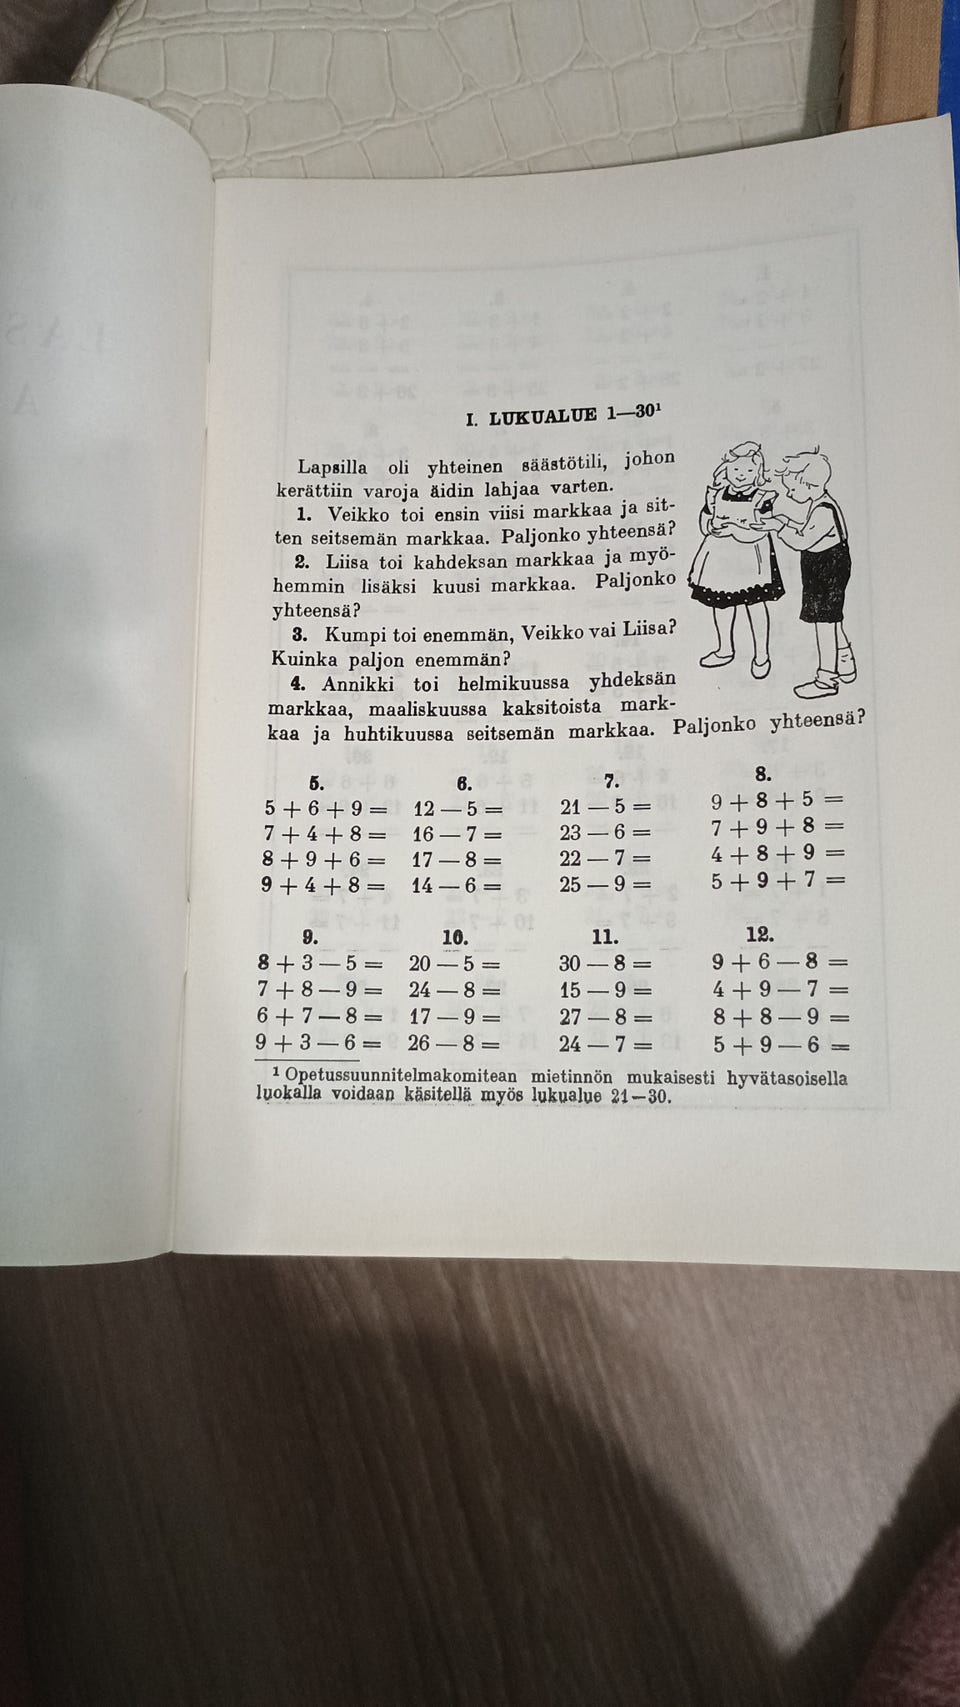 I. LUKUALUE 1—30¹
Lapsilla oli yhteinen säästötili, johon
kerättiin varoja äidin lahjaa varten.
1. Veikko toi ensin viisi markkaa ja sit-
ten seitsemän markkaa. Paljonko yhteensä?
2. Liisa toi kahdeksan markkaa ja myö-
hemmin lisäksi kuusi markkaa. Paljonko
yhteensä?
3. Kumpi toi enemmän, Veikko vai Liisa?
Kuinka paljon enemmän?
4. Annikki toi helmikuussa yhdeksän
markkaa, maaliskuussa kaksitoista mark-
kaa ja huhtikuussa seitsemän markkaa. Paljonko yhteensä?
5. 6. 7. 8.
5 + 6 + 9 = 12 — 5 = 21 — 5 = 9 + 8 + 5 =
7 + 4 + 8 = 16 — 7 = 23 — 6 = 7 + 9 + 8 =
8 + 9 + 6 = 17 — 8 = 22 — 7 = 4 + 8 + 9 =
9 + 4 + 8 = 14 — 6 = 25 — 9 = 5 + 9 + 7 =
9. 10. 11. 12.
8 + 3 — 5 = 20 — 5 = 30 — 8 = 9 + 6 — 8 =
7 + 8 — 9 = 24 — 8 = 15 — 9 = 4 + 9 — 7 =
6 + 7 — 8 = 17 — 9 = 27 — 8 = 8 + 8 — 9 =
9 + 3 — 6 = 26 — 8 = 24 — 7 = 5 + 9 — 6 =
¹ Opetussuunnitelmakomitean mietinnön mukaisesti hyvätasoisella
luokalla voidaan käsitellä myös lukualue 21—30.